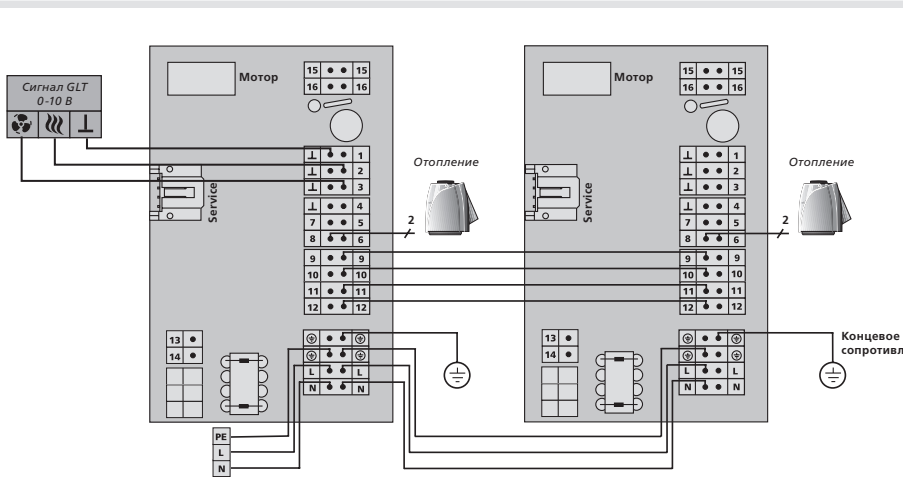 Сигнал GLT
0-10 В
Мотор
15 15
16 16
⊥ 1
⊥ 2
⊥ 3
⊥ 4
7 5
8 6
9 9
10 10
11 11
12 12
Service
13
14
L L
N N
PE
L
N
Отопление
2
Мотор
15 15
16 16
⊥ 1
⊥ 2
⊥ 3
⊥ 4
7 5
8 6
9 9
10 10
11 11
12 12
Service
13
14
L L
N N
Отопление
2
Концевое
сопротивл